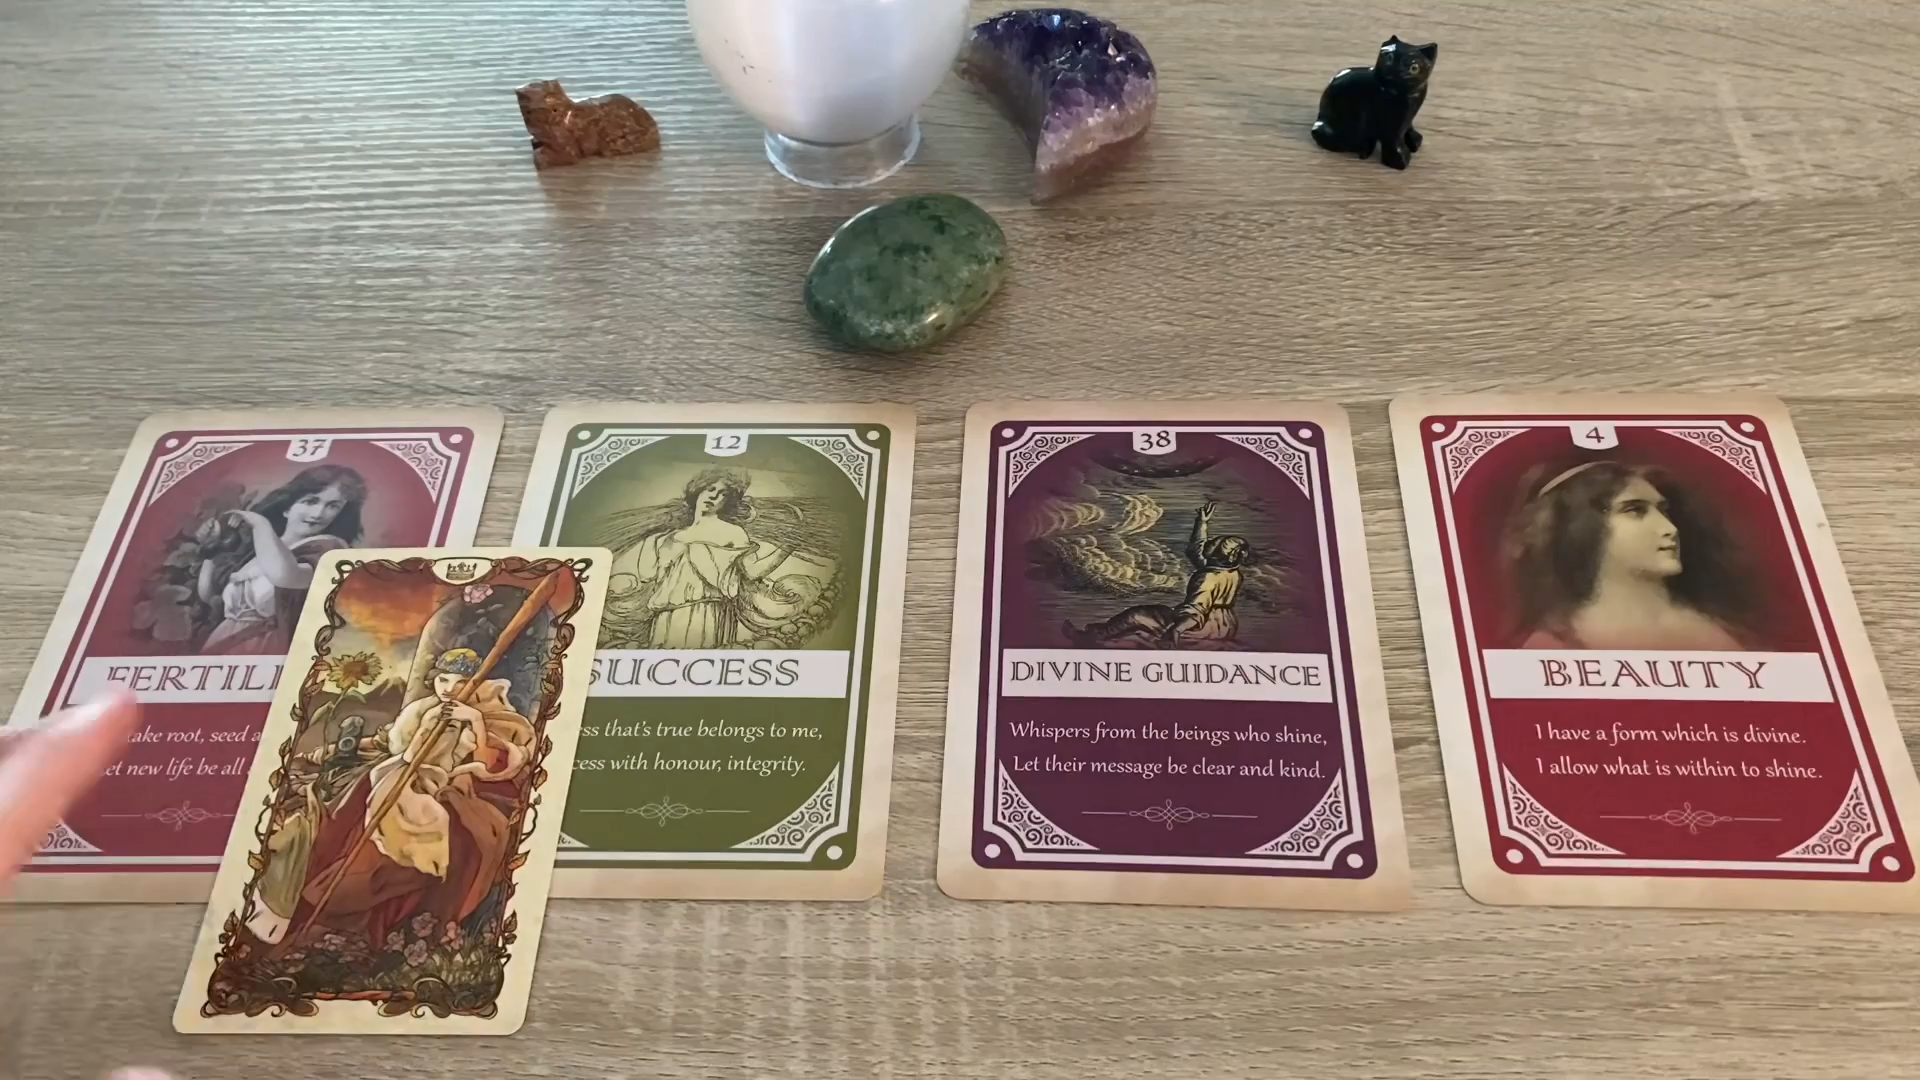 37
FERTILI
ake root, seed a
et new life be all
12
SUCCESS
ss that's true belongs to me,
cess with honour, integrity.
38
DIVINE GUIDANCE
Whispers from the beings who shine,
Let their message be clear and kind.
4
BEAUTY
I have a form which is divine.
I allow what is within to shine.